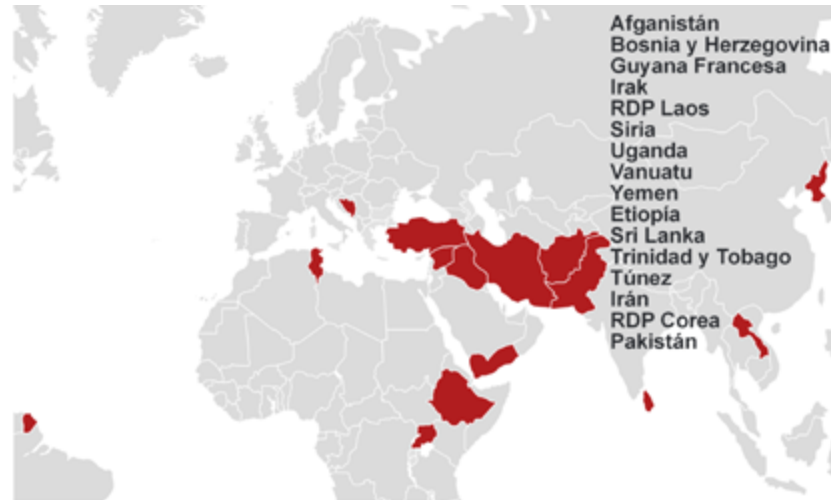 Afganistán
Bosnia y Herzegovina
Guyana Francesa
Irak
RDP Laos
Siria
Uganda
Vanuatu
Yemen
Etiopía
Sri Lanka
Trinidad y Tobago
Túnez
Irán
RDP Corea
Pakistán